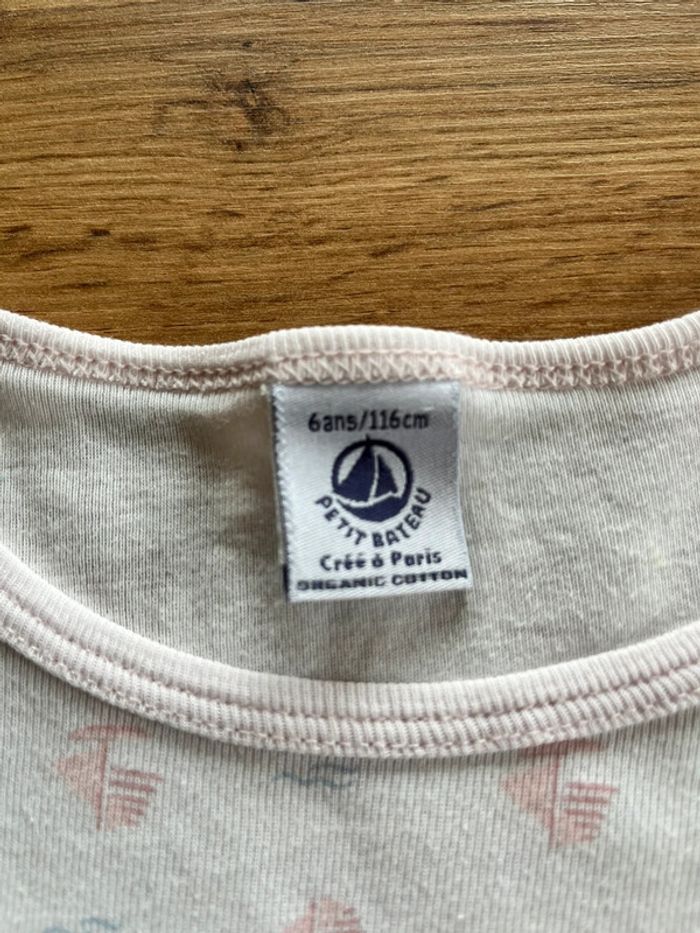 6ans/116cm
PETIT BATEAU
Créé à Paris
ORGANIC COTTON